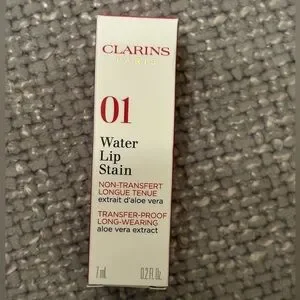 CLARINS
PARIS
01
Water
Lip
Stain
NON-TRANSFERT
LONGUE TENUE
extrait d'aloe vera
TRANSFER-PROOF
LONG-WEARING
aloe vera extract
7 mL 0.2 Fl. Oz.